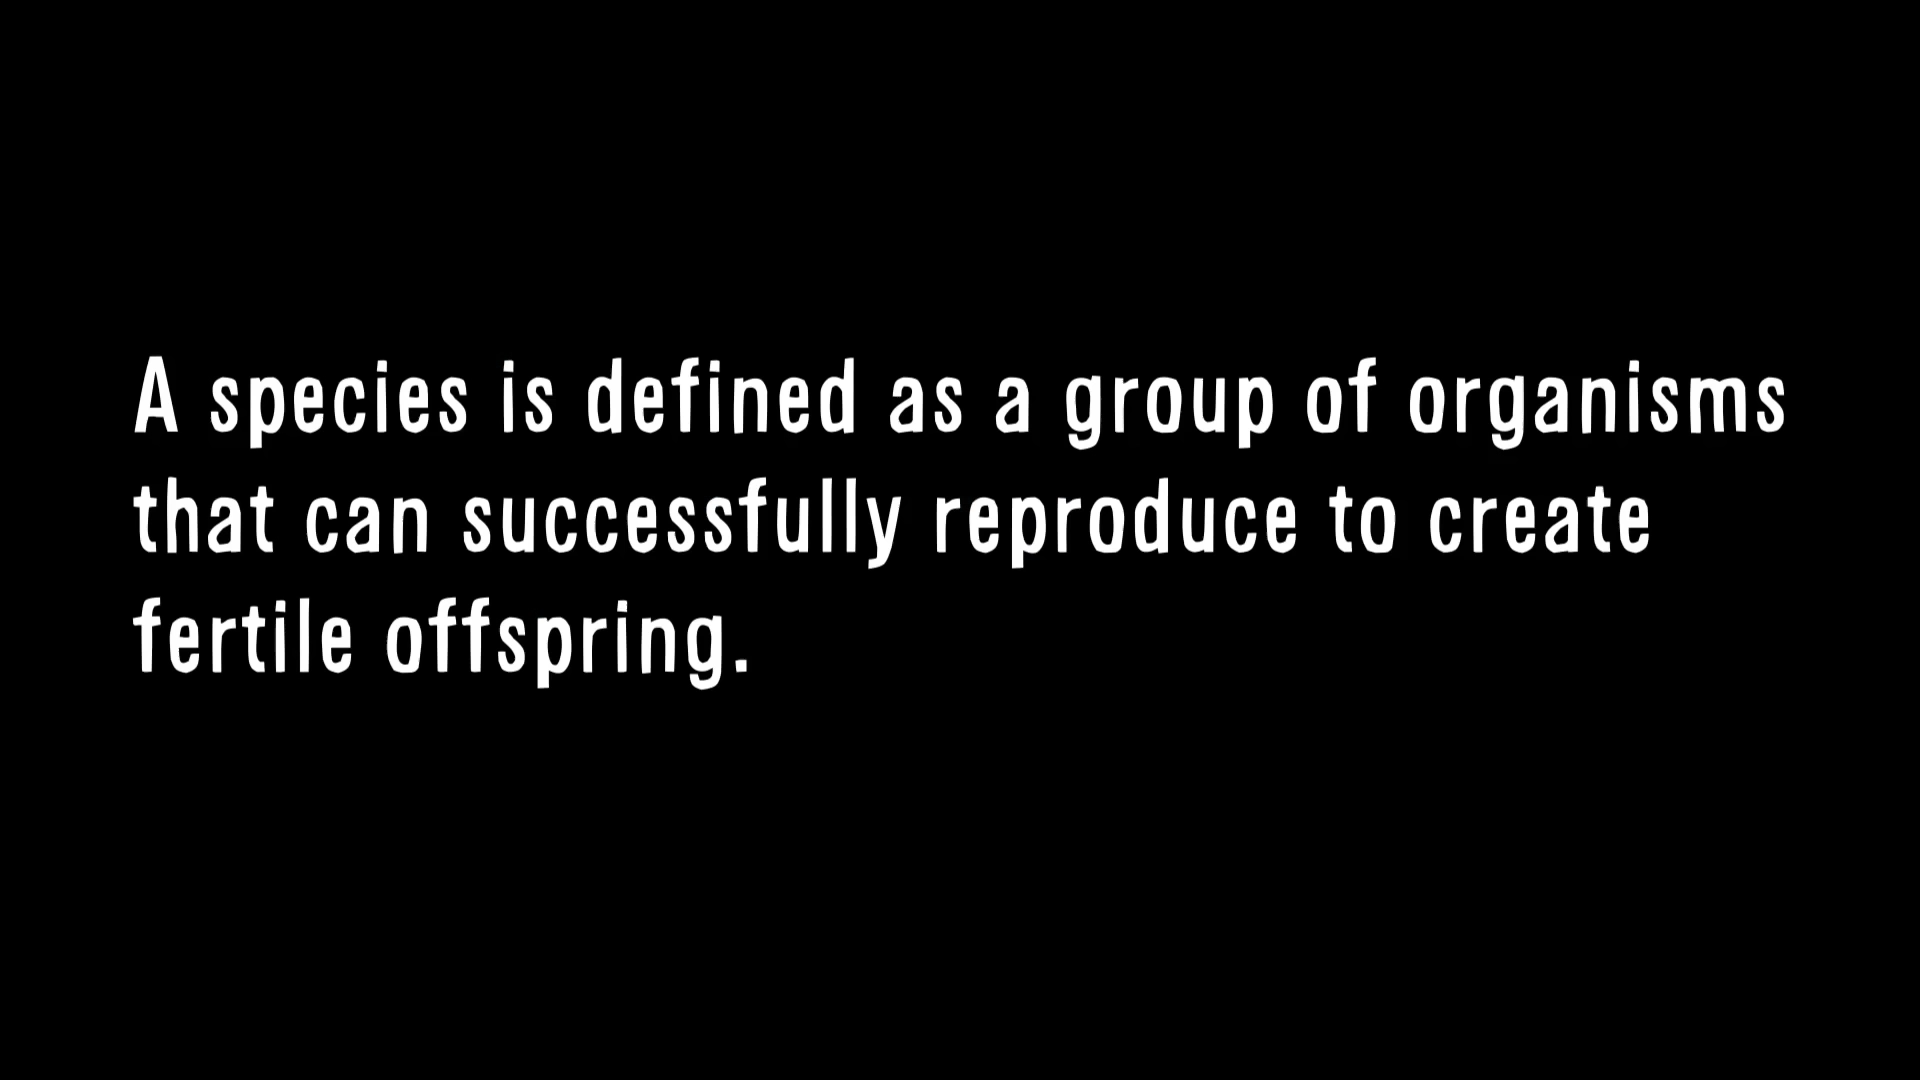 A species is defined as a group of organisms
that can successfully reproduce to create
fertile offspring.